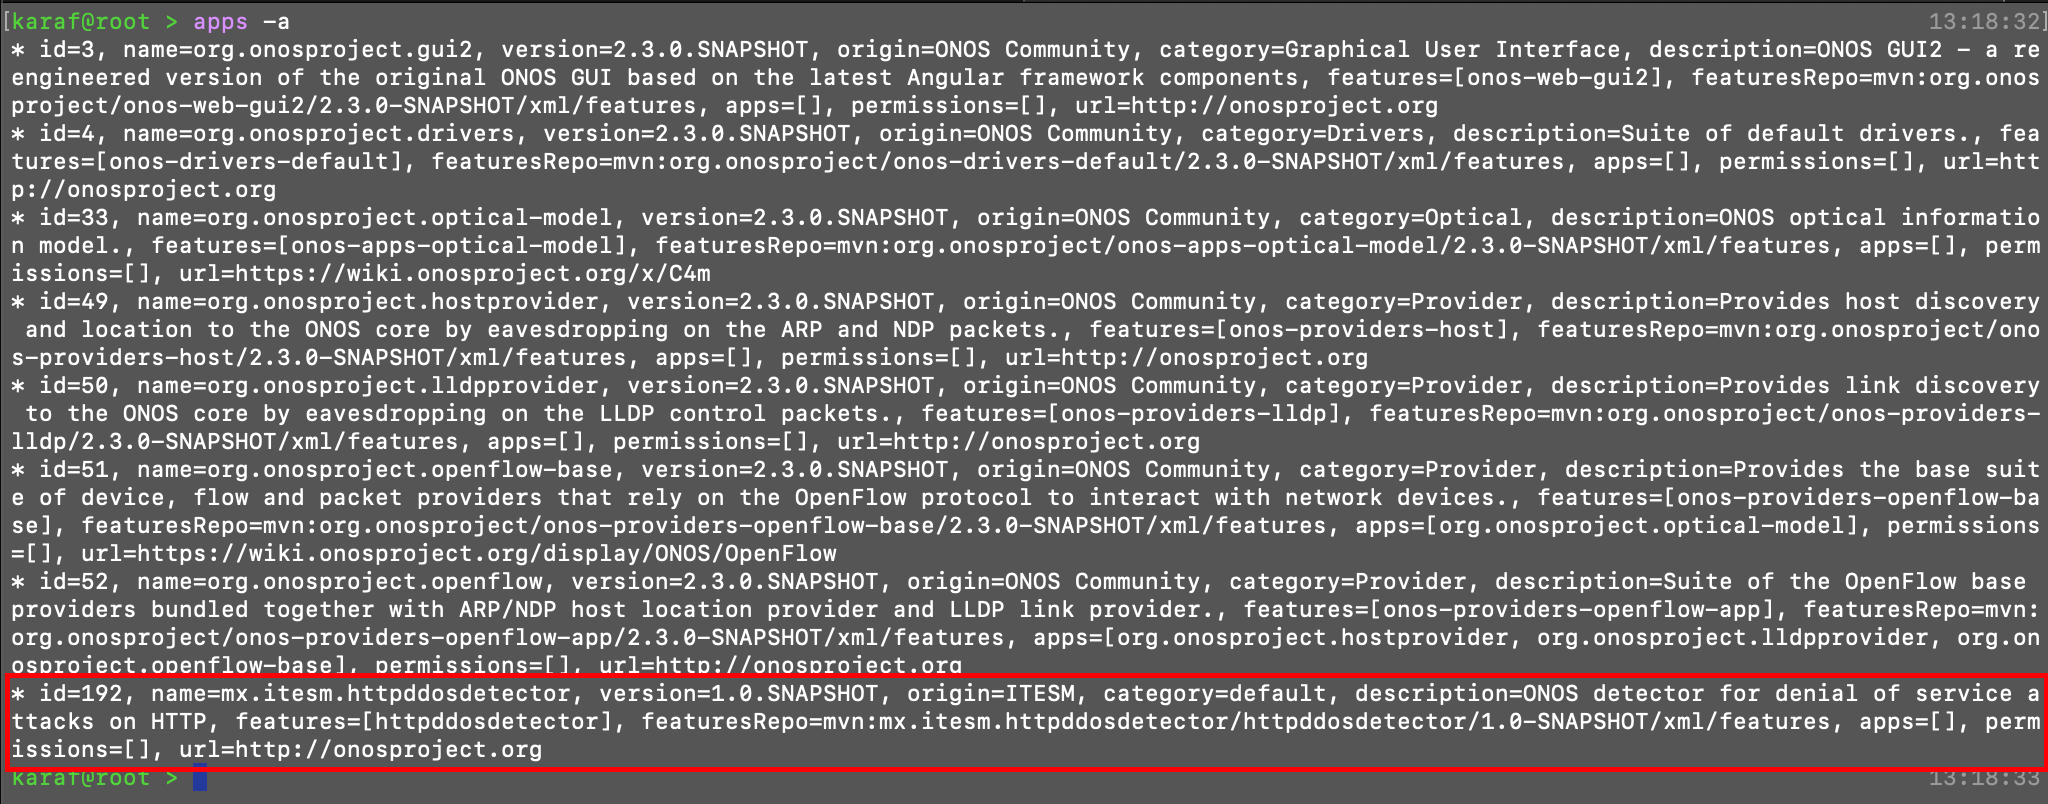 [karaf@root > apps -a 13:18:32]
* id=3, name=org.onosproject.gui2, version=2.3.0.SNAPSHOT, origin=ONOS Community, category=Graphical User Interface, description=ONOS GUI2 - a re
engineered version of the original ONOS GUI based on the latest Angular framework components, features=[onos-web-gui2], featuresRepo=mvn:org.onos
project/onos-web-gui2/2.3.0-SNAPSHOT/xml/features, apps=[], permissions=[], url=http://onosproject.org
* id=4, name=org.onosproject.drivers, version=2.3.0.SNAPSHOT, origin=ONOS Community, category=Drivers, description=Suite of default drivers., fea
tures=[onos-drivers-default], featuresRepo=mvn:org.onosproject/onos-drivers-default/2.3.0-SNAPSHOT/xml/features, apps=[], permissions=[], url=htt
p://onosproject.org
* id=33, name=org.onosproject.optical-model, version=2.3.0.SNAPSHOT, origin=ONOS Community, category=Optical, description=ONOS optical informatio
n model., features=[onos-apps-optical-model], featuresRepo=mvn:org.onosproject/onos-apps-optical-model/2.3.0-SNAPSHOT/xml/features, apps=[], perm
issions=[], url=https://wiki.onosproject.org/x/C4m
* id=49, name=org.onosproject.hostprovider, version=2.3.0.SNAPSHOT, origin=ONOS Community, category=Provider, description=Provides host discovery
 and location to the ONOS core by eavesdropping on the ARP and NDP packets., features=[onos-providers-host], featuresRepo=mvn:org.onosproject/ono
s-providers-host/2.3.0-SNAPSHOT/xml/features, apps=[], permissions=[], url=http://onosproject.org
* id=50, name=org.onosproject.lldpprovider, version=2.3.0.SNAPSHOT, origin=ONOS Community, category=Provider, description=Provides link discovery
 to the ONOS core by eavesdropping on the LLDP control packets., features=[onos-providers-lldp], featuresRepo=mvn:org.onosproject/onos-providers-
lldp/2.3.0-SNAPSHOT/xml/features, apps=[], permissions=[], url=http://onosproject.org
* id=51, name=org.onosproject.openflow-base, version=2.3.0.SNAPSHOT, origin=ONOS Community, category=Provider, description=Provides the base suit
e of device, flow and packet providers that rely on the OpenFlow protocol to interact with network devices., features=[onos-providers-openflow-ba
se], featuresRepo=mvn:org.onosproject/onos-providers-openflow-base/2.3.0-SNAPSHOT/xml/features, apps=[org.onosproject.optical-model], permissions
=[], url=https://wiki.onosproject.org/display/ONOS/OpenFlow
* id=52, name=org.onosproject.openflow, version=2.3.0.SNAPSHOT, origin=ONOS Community, category=Provider, description=Suite of the OpenFlow base
providers bundled together with ARP/NDP host location provider and LLDP link provider., features=[onos-providers-openflow-app], featuresRepo=mvn:
org.onosproject/onos-providers-openflow-app/2.3.0-SNAPSHOT/xml/features, apps=[org.onosproject.hostprovider, org.onosproject.lldpprovider, org.on
osproject.openflow-base], permissions=[], url=http://onosproject.org
* id=192, name=mx.itesm.httpddosdetector, version=1.0.SNAPSHOT, origin=ITESM, category=default, description=ONOS detector for denial of service a
ttacks on HTTP, features=[httpddosdetector], featuresRepo=mvn:mx.itesm.httpddosdetector/httpddosdetector/1.0-SNAPSHOT/xml/features, apps=[], perm
issions=[], url=http://onosproject.org
karaf@root > 13:18:33